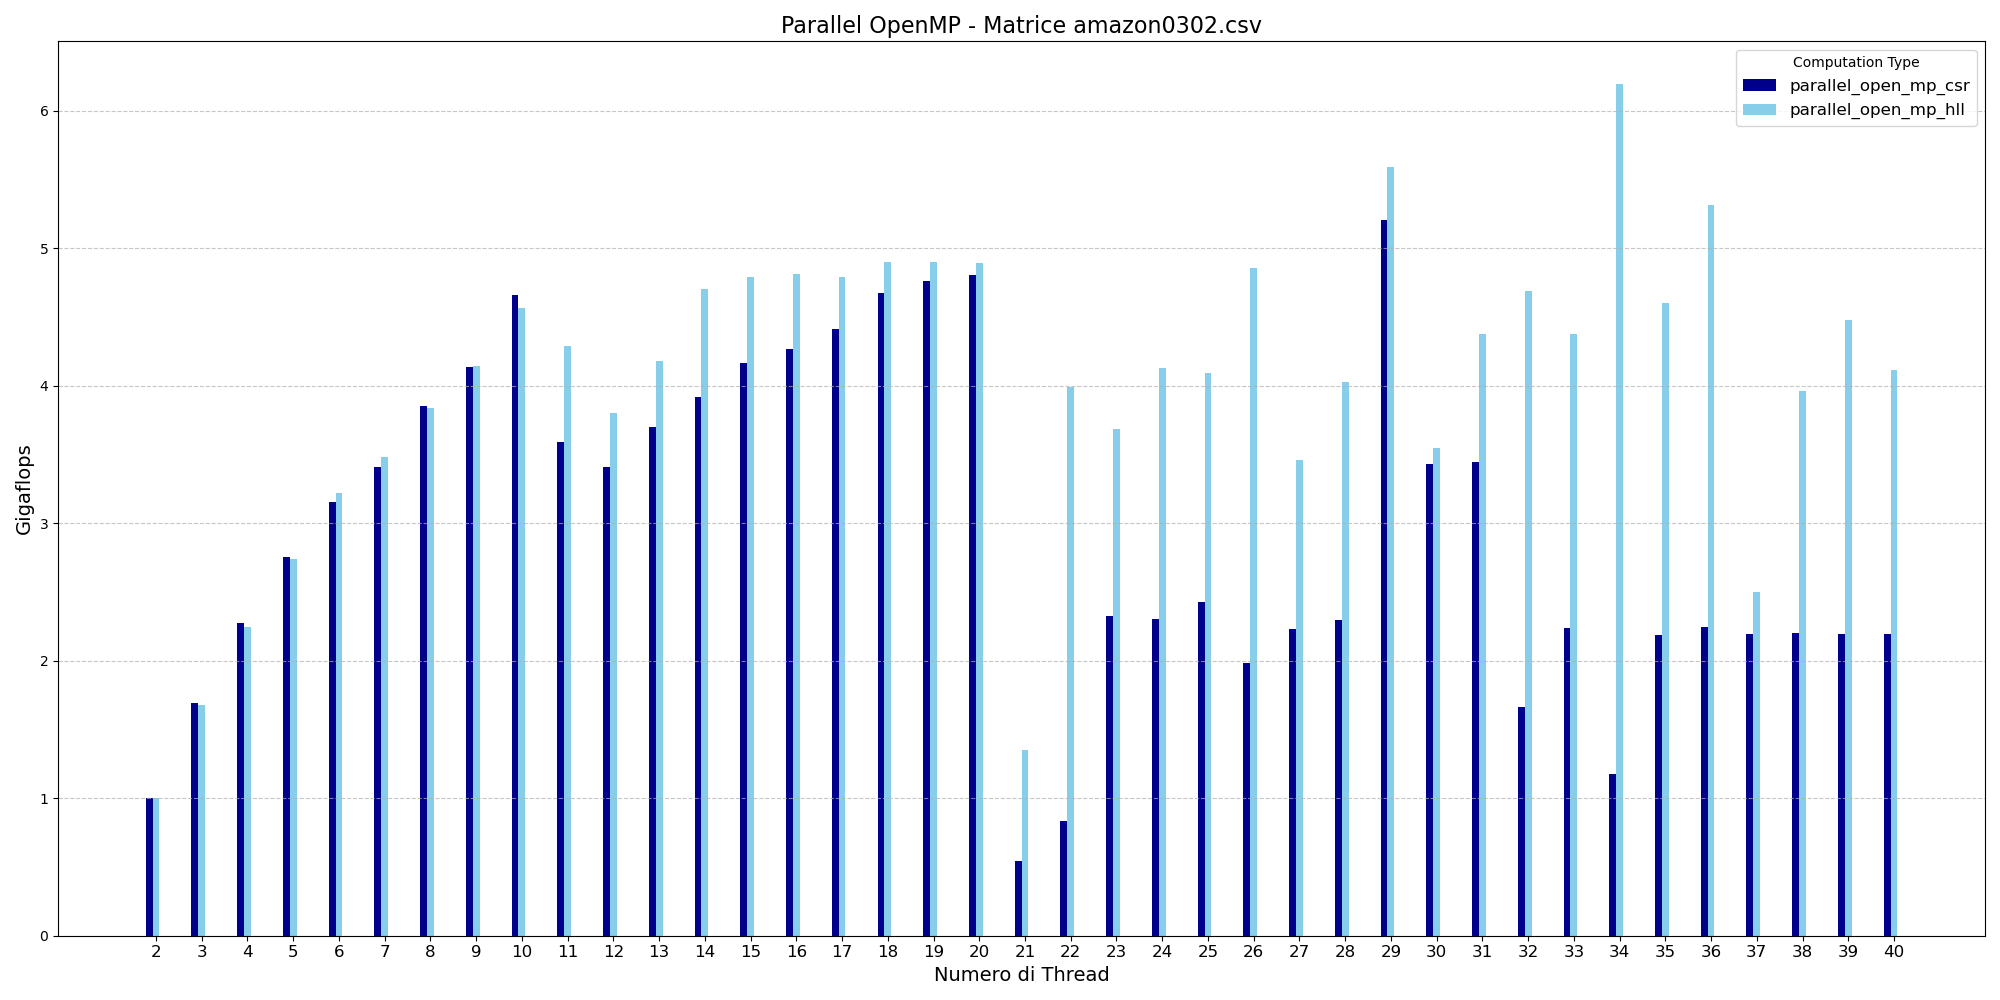 Parallel OpenMP - Matrice amazon0302.csv
Computation Type
parallel_open_mp_csr
parallel_open_mp_hll
Gigaflops
6
5
4
3
2
1
0
2 3 4 5 6 7 8 9 10 11 12 13 14 15 16 17 18 19 20 21 22 23 24 25 26 27 28 29 30 31 32 33 34 35 36 37 38 39 40
Numero di Thread